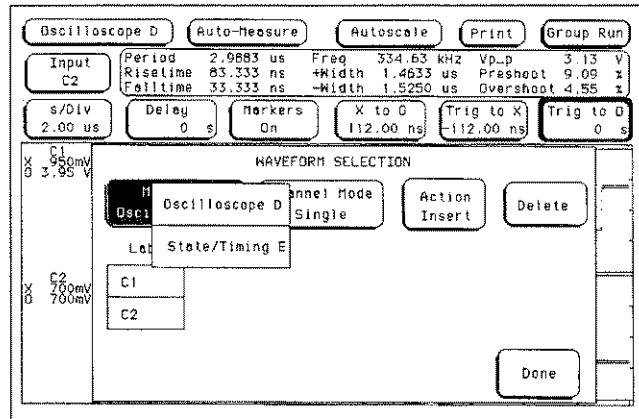 Oscilloscope D Auto-Measure Autoscale Print Group Run
Input C2
Period 2.9883 us Freq 334.63 kHz Vp_p 3.13 V
Risetime 83.333 ns +Width 1.4633 us Preshoot 9.09 %
Falltime 33.333 ns -Width 1.5250 us Overshoot 4.55 %
s/Div Delay Markers X to O Trig to X Trig to O
2.00 us 0 s On 112.00 ns -112.00 ns 0 s
C1
X 950mV
O 3.95 V
WAVEFORM SELECTION
M Oscilloscope D annel Mode Action Delete
Osci Single Insert
Lab State/Timing E
C2
X 700mV
O 700mV
C1
C2
Done